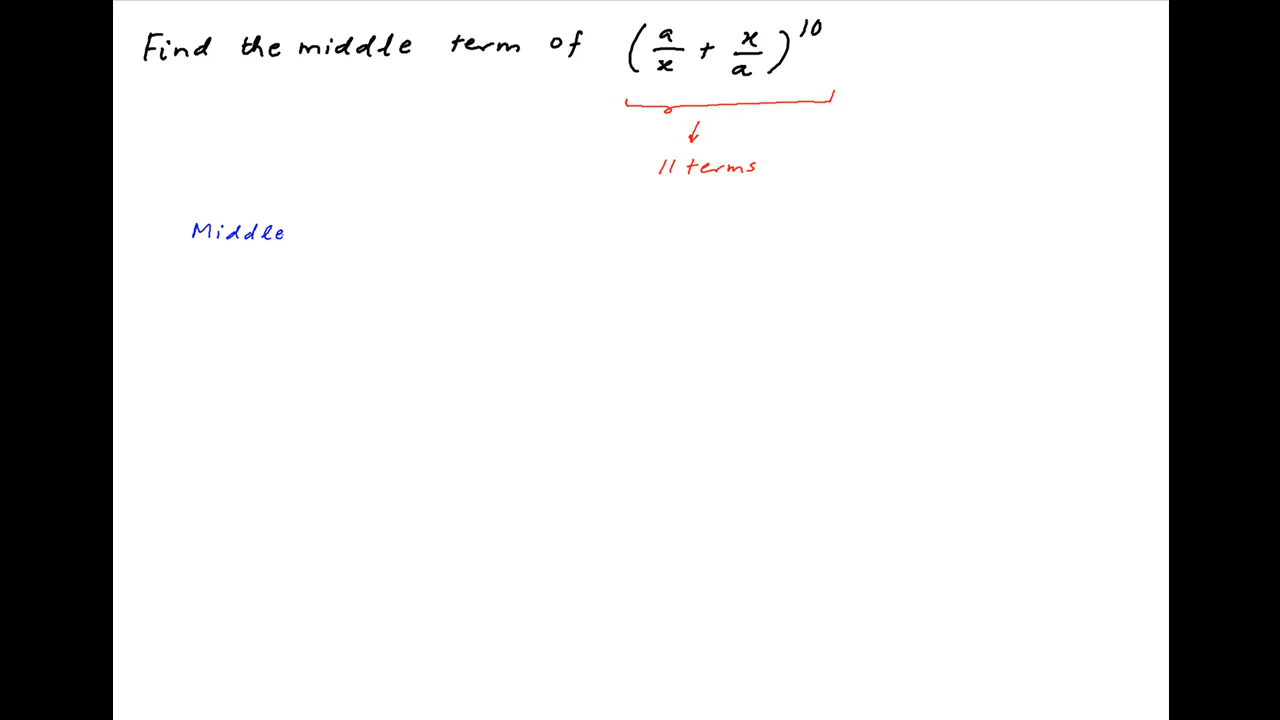 Find the middle term of (a/x + x/a)^10
11 terms
Middle